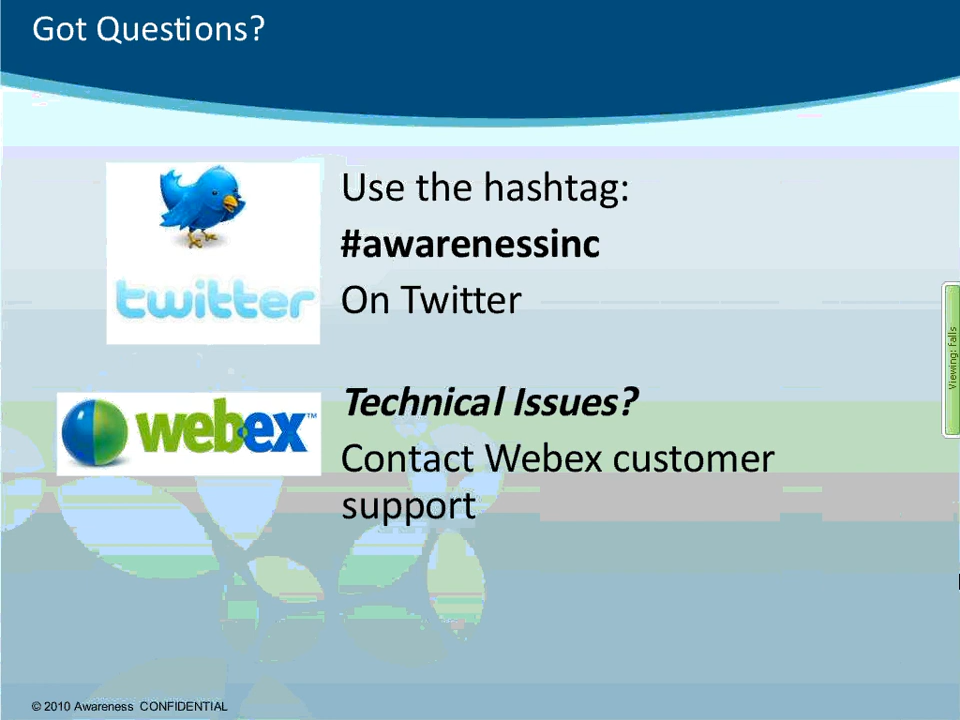 Got Questions?
twitter
Use the hashtag:
#awarenessinc
On Twitter
webex™
Technical Issues?
Contact Webex customer
support
Viewing: Falls
© 2010 Awareness CONFIDENTIAL